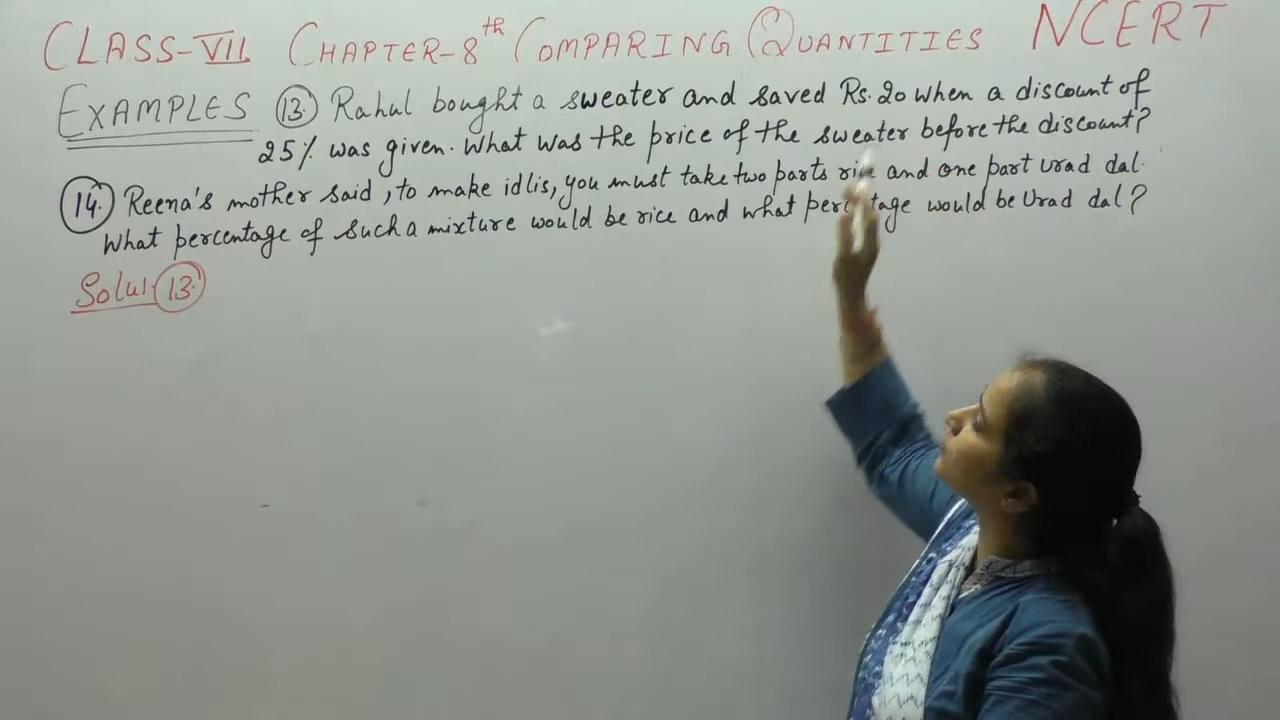 CLASS-VII CHAPTER-8th COMPARING QUANTITIES NCERT
EXAMPLES 13. Rahul bought a sweater and saved Rs. 20 when a discount of
25% was given. What was the price of the sweater before the discount?
14. Reena's mother said, to make idlis, you must take two parts rice and one part urad dal.
What percentage of such a mixture would be rice and what percentage would be Urad dal?
Solu: 13.